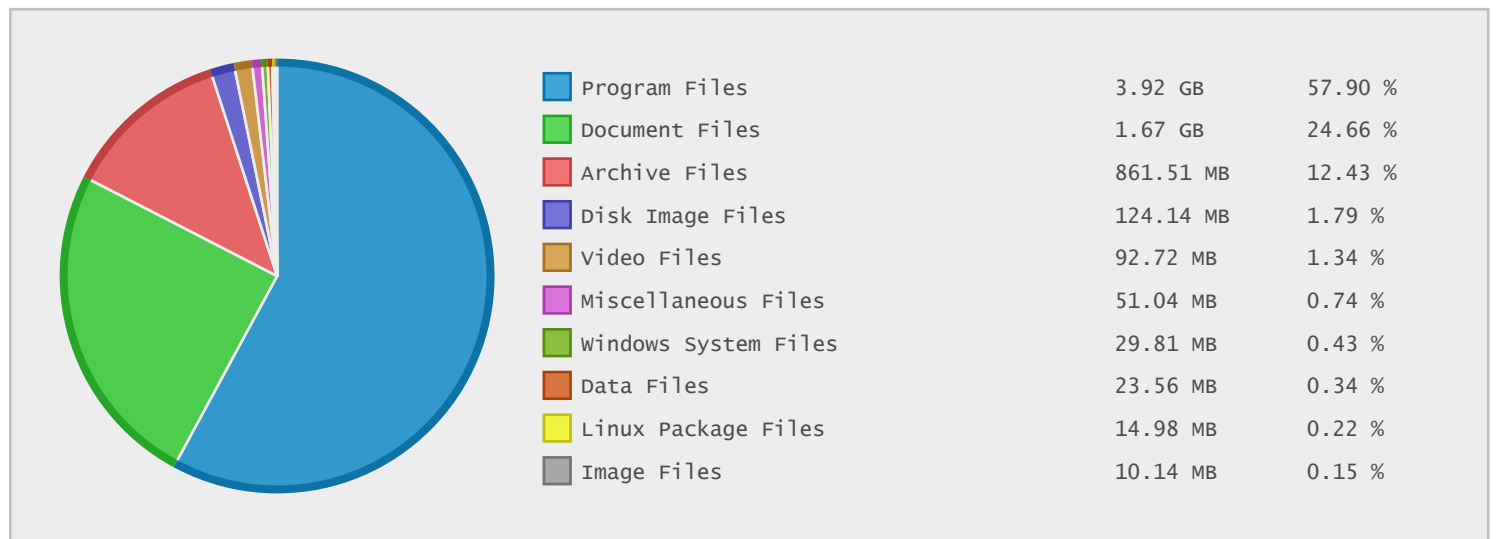 Program Files 3.92 GB 57.90 %
Document Files 1.67 GB 24.66 %
Archive Files 861.51 MB 12.43 %
Disk Image Files 124.14 MB 1.79 %
Video Files 92.72 MB 1.34 %
Miscellaneous Files 51.04 MB 0.74 %
Windows System Files 29.81 MB 0.43 %
Data Files 23.56 MB 0.34 %
Linux Package Files 14.98 MB 0.22 %
Image Files 10.14 MB 0.15 %